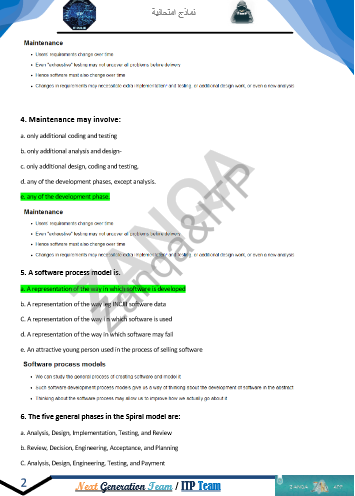 نماذج امتحانية
Maintenance
Users' requirements change over time
Even "exhaustive" testing may not uncover all problems before delivery
Hence software must also change over time
Changes in requirements may necessitate extra implementation and testing, or additional design work, or even a new analysis
4. Maintenance may involve:
a. only additional coding and testing
b. only additional analysis and design-
c. only additional design, coding and testing.
d. any of the development phases, except analysis.
e. any of the development phase.
Maintenance
Users' requirements change over time
Even "exhaustive" testing may not uncover all problems before delivery
Hence software must also change over time
Changes in requirements may necessitate extra implementation and testing, or additional design work, or even a new analysis
ZANQA
Zanqa&ITP
5. A software process model is.
a. A representation of the way in which software is developed
b. A representation of the way software data
C. A representation of the way in which software is used
d. A representation of the way in which software may fail
e. An attractive young person used in the process of selling software
Software process models
We can study the general process of creating software and model it
Such software development process models give us a way of thinking about the development of software in the abstract
Thinking about the software process may allow us to improve how we actually go about it
6. The five general phases in the Spiral model are:
a. Analysis, Design, Implementation, Testing, and Review
b. Review, Decision, Engineering, Acceptance, and Planning
C. Analysis, Design, Engineering, Testing, and Payment
2
Next Generation Team / ITP Team
ZANQA APP